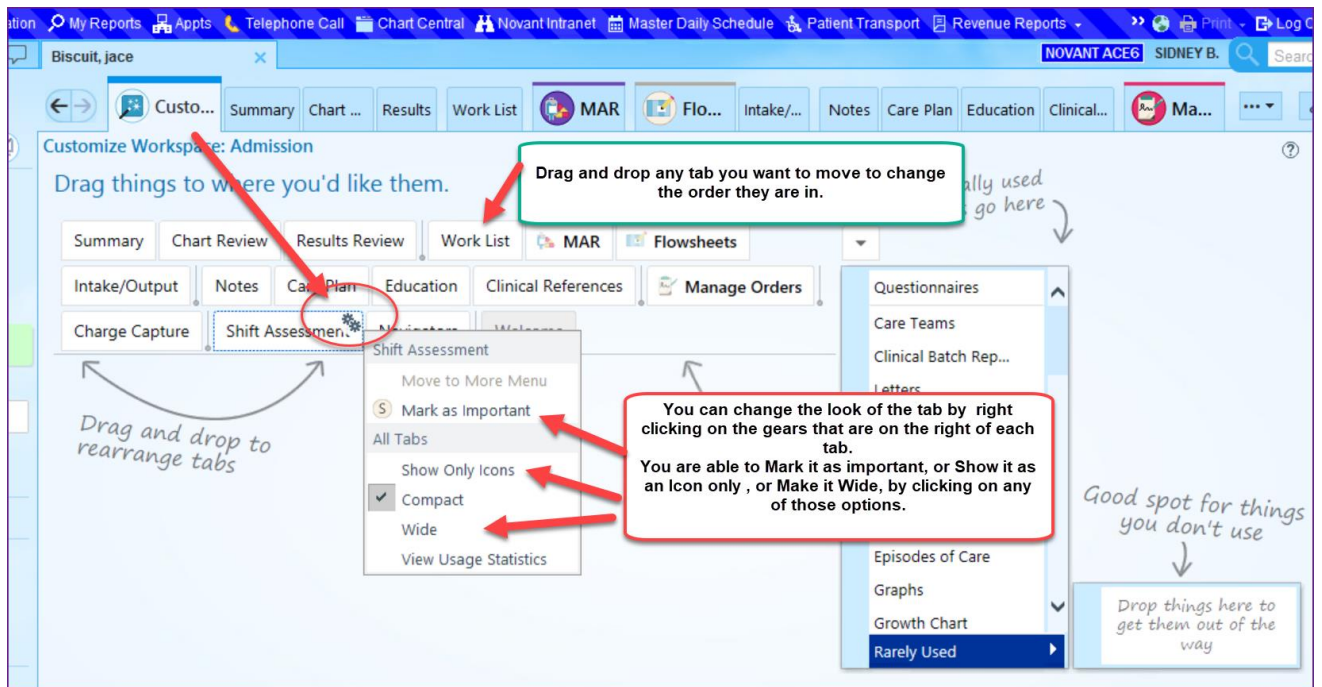 ation My Reports Appts Telephone Call Chart Central Novant Intranet Master Daily Schedule Patient Transport Revenue Reports Print Log O
Biscuit, jace × NOVANT ACE6 SIDNEY B. Searc
Custo... Summary Chart ... Results Work List MAR Flo... Intake/... Notes Care Plan Education Clinical... Ma...
Customize Workspace: Admission
Drag things to where you'd like them.
Drag and drop any tab you want to move to change
the order they are in.
ally used
go here
Summary Chart Review Results Review Work List MAR Flowsheets
Intake/Output Notes Care Plan Education Clinical References Manage Orders
Charge Capture Shift Assessment Navigators Welcome
Drag and drop to
rearrange tabs
Shift Assessment
Move to More Menu
S Mark as Important
All Tabs
Show Only Icons
Compact
Wide
View Usage Statistics
You can change the look of the tab by right
clicking on the gears that are on the right of each
tab.
You are able to Mark it as important, or Show it as
an Icon only , or Make it Wide, by clicking on any
of those options.
Questionnaires
Care Teams
Clinical Batch Rep...
Letters
Episodes of Care
Graphs
Growth Chart
Rarely Used
Good spot for things
you don't use
Drop things here to
get them out of the
way